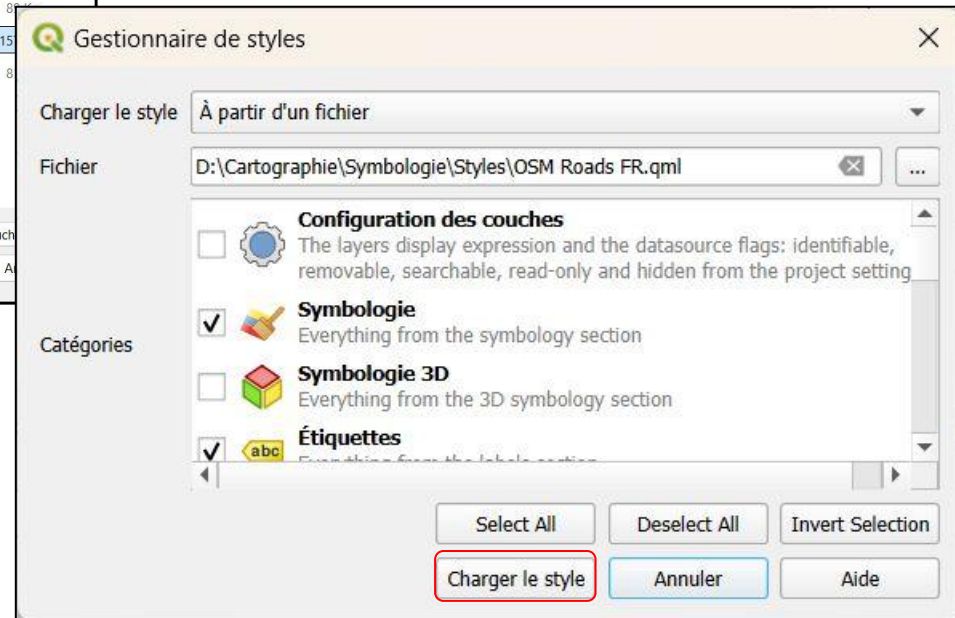 Gestionnaire de styles
Charger le style À partir d'un fichier
Fichier D:\Cartographie\Symbologie\Styles\OSM Roads FR.qml ...
Configuration des couches
The layers display expression and the datasource flags: identifiable,
removable, searchable, read-only and hidden from the project setting
Symbologie
Everything from the symbology section
Catégories
Symbologie 3D
Everything from the 3D symbology section
Étiquettes
abc
Select All Deselect All Invert Selection
Charger le style Annuler Aide